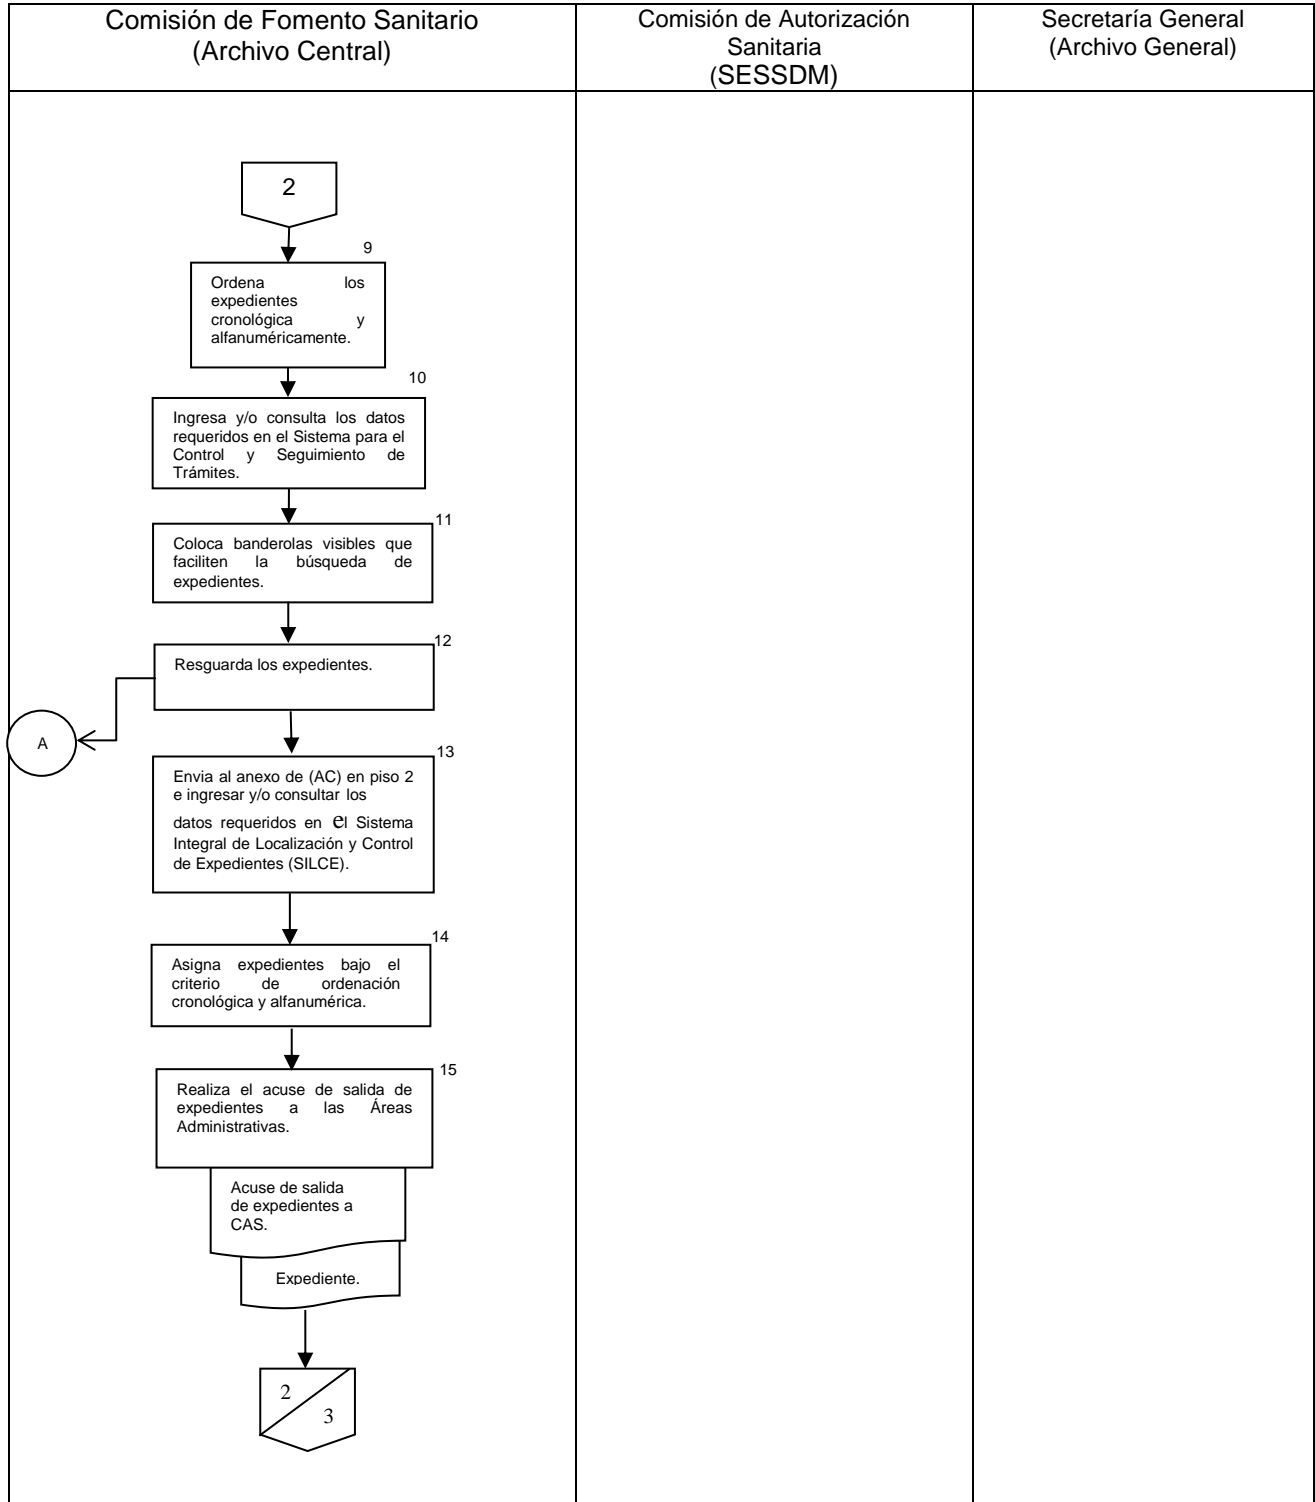 Comisión de Fomento Sanitario
(Archivo Central)
Comisión de Autorización
Sanitaria
(SESSDM)
Secretaría General
(Archivo General)
2
9
Ordena los
expedientes
cronológica y
alfanuméricamente.
10
Ingresa y/o consulta los datos
requeridos en el Sistema para el
Control y Seguimiento de
Trámites.
11
Coloca banderolas visibles que
faciliten la búsqueda de
expedientes.
12
Resguarda los expedientes.
A
13
Envia al anexo de (AC) en piso 2
e ingresar y/o consultar los
datos requeridos en el Sistema
Integral de Localización y Control
de Expedientes (SILCE).
14
Asigna expedientes bajo el
criterio de ordenación
cronológica y alfanumérica.
15
Realiza el acuse de salida de
expedientes a las Áreas
Administrativas.
Acuse de salida
de expedientes a
CAS.
Expediente.
2
3